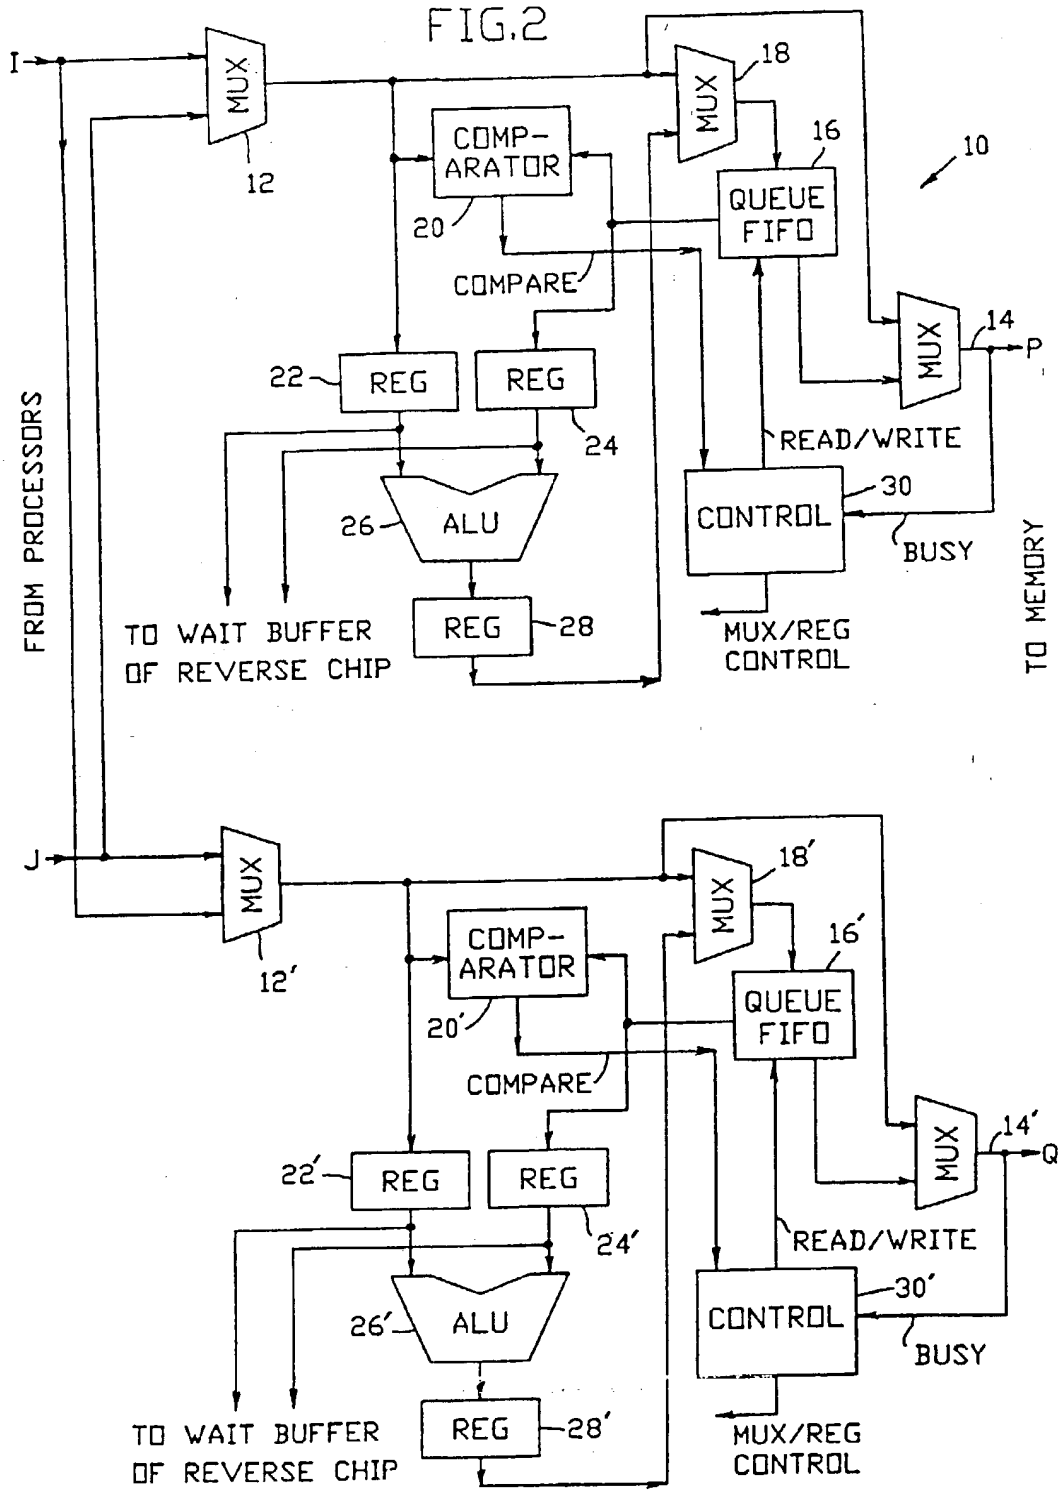 FIG.2
I
MUX
12
MUX
18
COMP-
ARATOR
20
16
QUEUE
FIFO
10
COMPARE
MUX
14
P
22
REG
REG
24
READ/WRITE
26
ALU
CONTROL
30
BUSY
FROM PROCESSORS
TO MEMORY
TO WAIT BUFFER
OF REVERSE CHIP
REG
28
MUX/REG
CONTROL
J
MUX
12'
MUX
18'
COMP-
ARATOR
20'
16'
QUEUE
FIFO
COMPARE
MUX
14'
Q
22'
REG
REG
24'
READ/WRITE
26'
ALU
CONTROL
30'
BUSY
TO WAIT BUFFER
OF REVERSE CHIP
REG
28'
MUX/REG
CONTROL